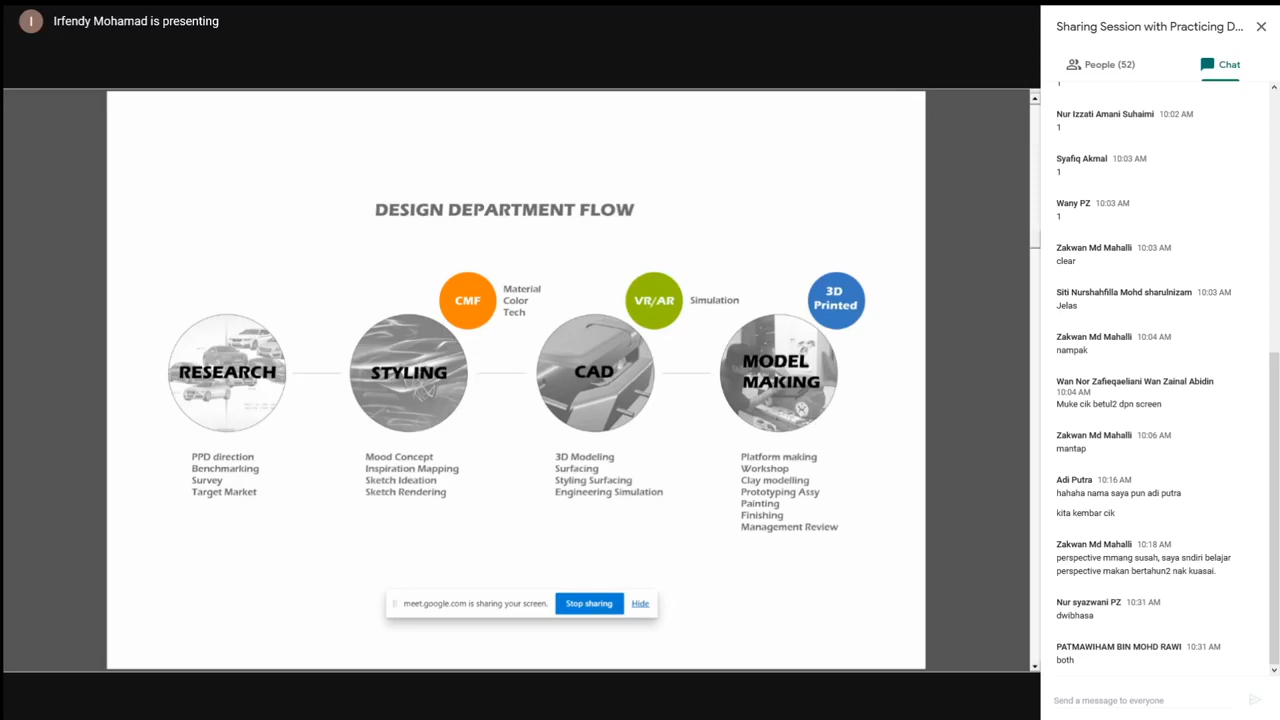 I
Irfendy Mohamad is presenting
DESIGN DEPARTMENT FLOW
CMF
Material
Color
Tech
VR/AR
Simulation
3D
Printed
RESEARCH
STYLING
CAD
MODEL
MAKING
PPD direction
Benchmarking
Survey
Target Market
Mood Concept
Inspiration Mapping
Sketch Ideation
Sketch Rendering
3D Modeling
Surfacing
Styling Surfacing
Engineering Simulation
Platform making
Workshop
Clay modelling
Prototyping Assy
Painting
Finishing
Management Review
meet.google.com is sharing your screen.
Stop sharing
Hide
Sharing Session with Practicing D...
People (52)
Chat
1
Nur Izzati Amani Suhaimi 10:02 AM
1
Syafiq Akmal 10:03 AM
1
Wany PZ 10:03 AM
1
Zakwan Md Mahalli 10:03 AM
clear
Siti Nurshahfilla Mohd sharulnizam 10:03 AM
Jelas
Zakwan Md Mahalli 10:04 AM
nampak
Wan Nor Zafieqaeliani Wan Zainal Abidin
10:04 AM
Muke cik betul2 dpn screen
Zakwan Md Mahalli 10:06 AM
mantap
Adi Putra 10:16 AM
hahaha nama saya pun adi putra
kita kembar cik
Zakwan Md Mahalli 10:18 AM
perspective mmang susah, saya sndiri belajar
perspective makan bertahun2 nak kuasai.
Nur syazwani PZ 10:31 AM
dwibhasa
PATMAWIHAM BIN MOHD RAWI 10:31 AM
both
Send a message to everyone